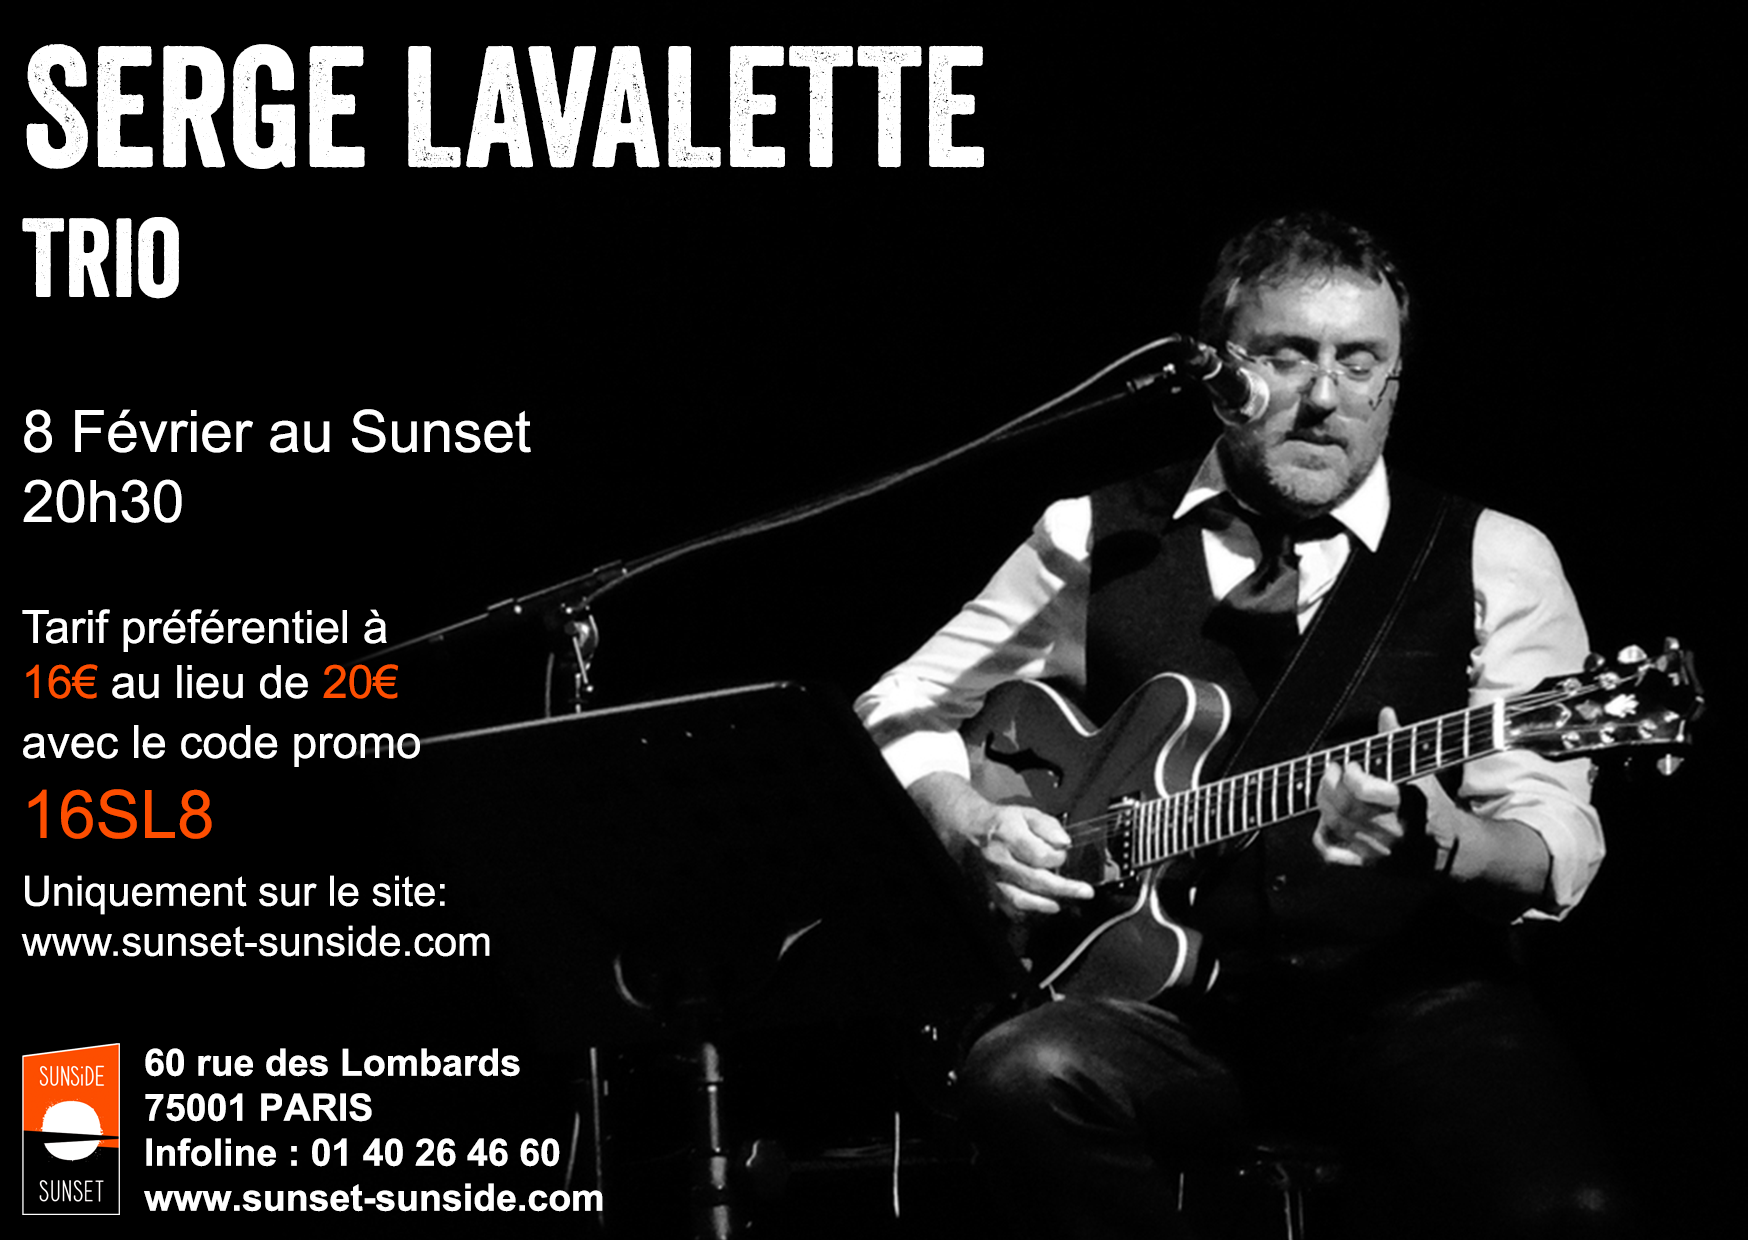 SERGE LAVALETTE
TRIO
8 Février au Sunset
20h30
Tarif préférentiel à
16€ au lieu de 20€
avec le code promo
16SL8
Uniquement sur le site:
www.sunset-sunside.com
SUNSiDE
SUNSET
60 rue des Lombards
75001 PARIS
Infoline : 01 40 26 46 60
www.sunset-sunside.com